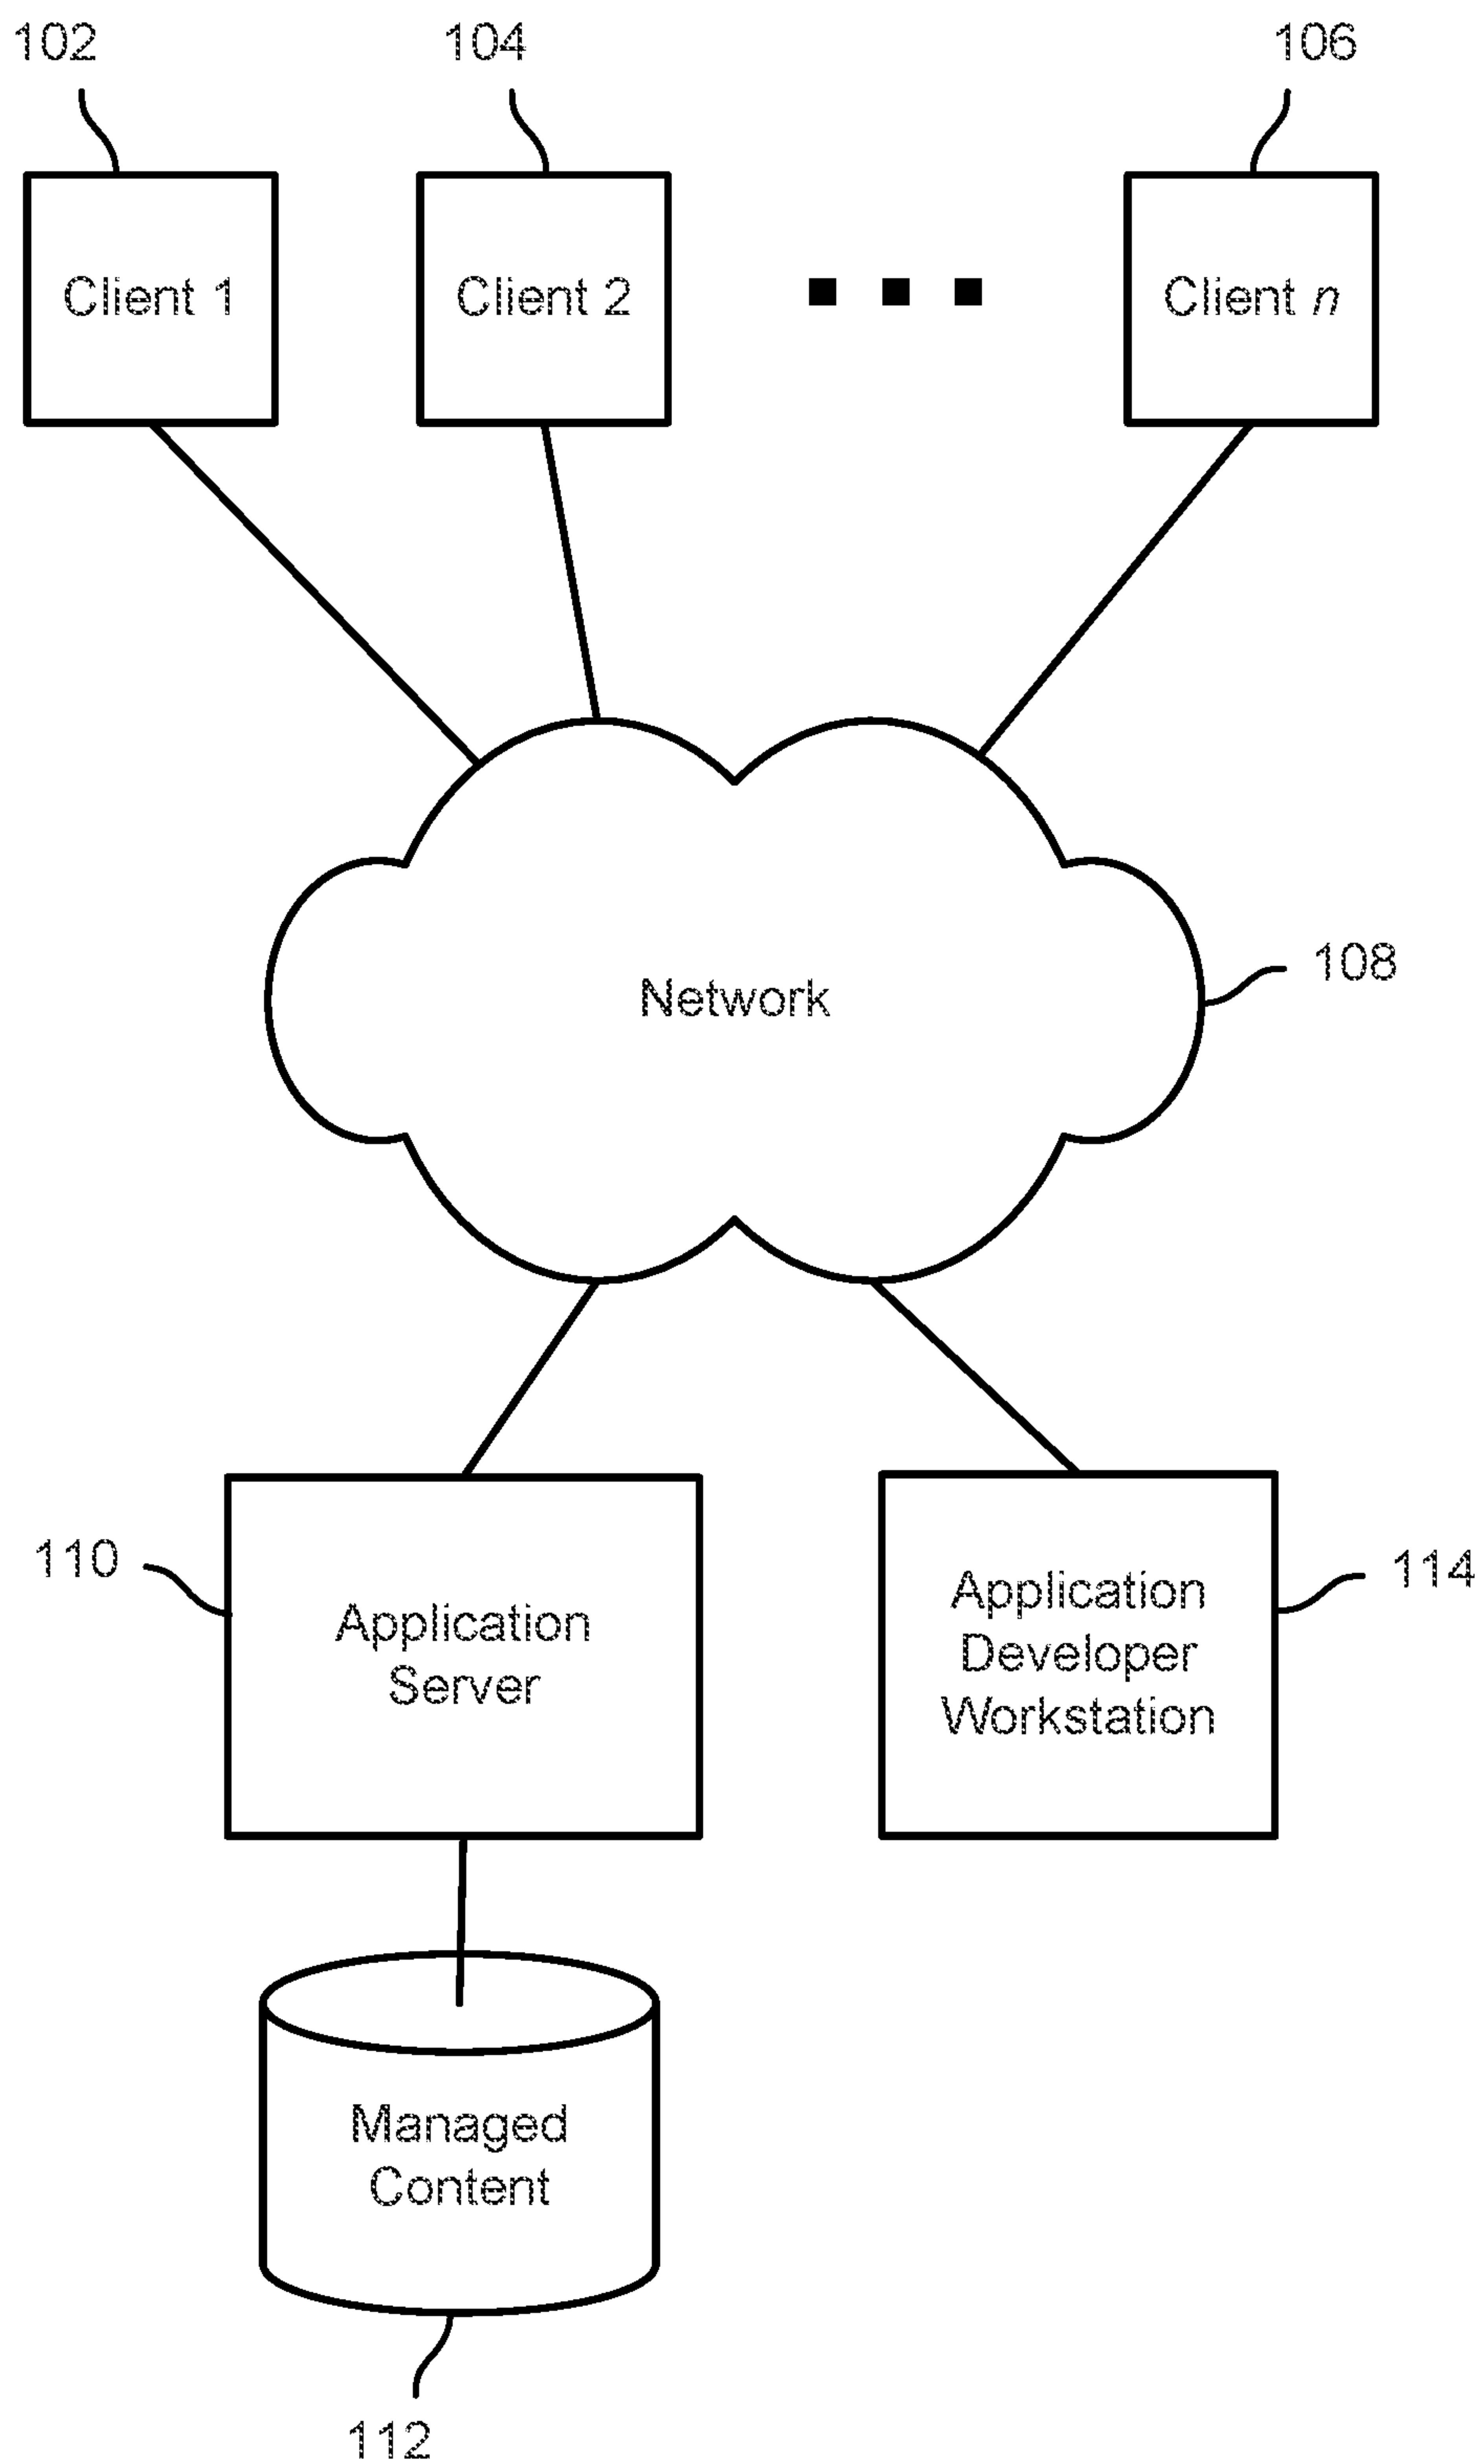 102
104
106
Client 1
Client 2
Client n
108
Network
110
114
Application
Server
Application
Developer
Workstation
Managed
Content
112